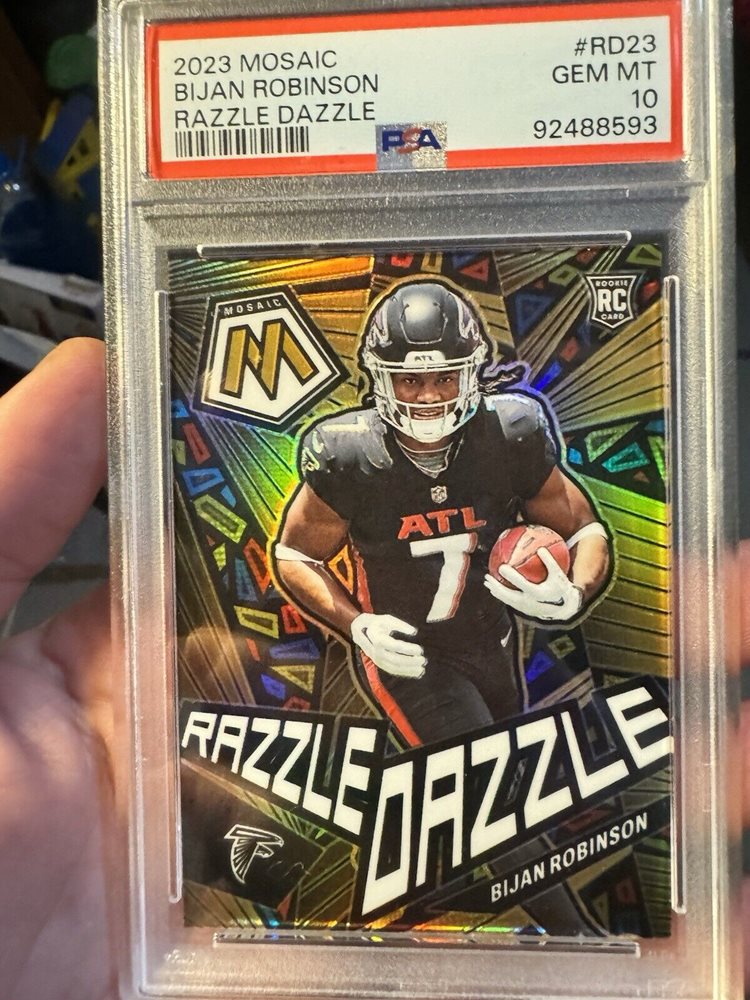 2023 MOSAIC #RD23
BIJAN ROBINSON GEM MT
RAZZLE DAZZLE 10
PSA 92488593
MOSAIC
M
ROOKIE
RC
CARD
ATL
ATL
7
RAZZLE
DAZZLE
BIJAN ROBINSON